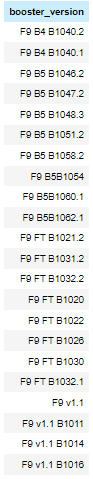 booster_version
F9 B4 B1040.2
F9 B4 B1040.1
F9 B5 B1046.2
F9 B5 B1047.2
F9 B5 B1048.3
F9 B5 B1051.2
F9 B5 B1058.2
F9 B5B1054
F9 B5B1060.1
F9 B5B1062.1
F9 FT B1021.2
F9 FT B1031.2
F9 FT B1032.2
F9 FT B1020
F9 FT B1022
F9 FT B1026
F9 FT B1030
F9 FT B1032.1
F9 v1.1
F9 v1.1 B1011
F9 v1.1 B1014
F9 v1.1 B1016